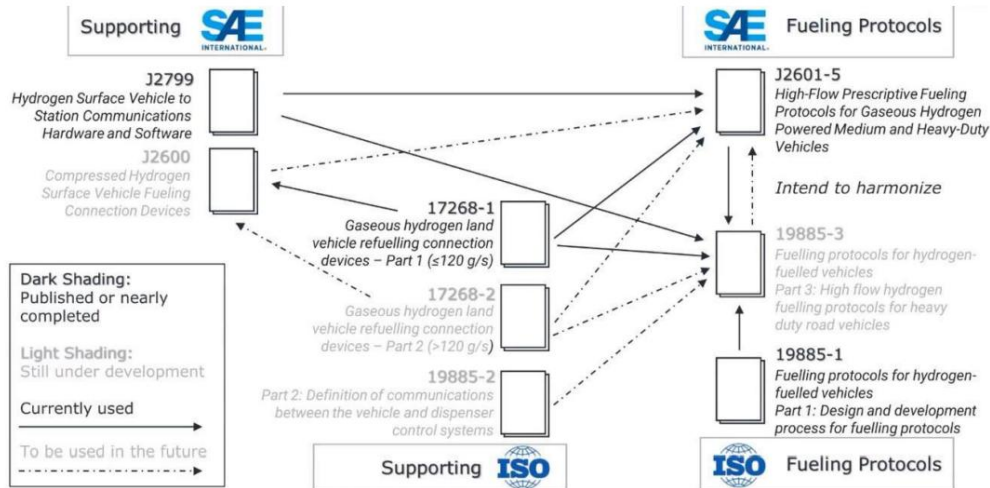 Supporting
SAE
INTERNATIONAL
SAE
INTERNATIONAL
Fueling Protocols
J2799
Hydrogen Surface Vehicle to
Station Communications
Hardware and Software
J2600
Compressed Hydrogen
Surface Vehicle Fueling
Connection Devices
17268-1
Gaseous hydrogen land
vehicle refuelling connection
devices – Part 1 (≤120 g/s)
17268-2
Gaseous hydrogen land
vehicle refuelling connection
devices – Part 2 (>120 g/s)
19885-2
Part 2: Definition of communications
between the vehicle and dispenser
control systems
J2601-5
High-Flow Prescriptive Fueling
Protocols for Gaseous Hydrogen
Powered Medium and Heavy-Duty
Vehicles
Intend to harmonize
19885-3
Fuelling protocols for hydrogen-
fuelled vehicles
Part 3: High flow hydrogen
fuelling protocols for heavy
duty road vehicles
19885-1
Fuelling protocols for hydrogen-
fuelled vehicles
Part 1: Design and development
process for fuelling protocols
Dark Shading:
Published or nearly
completed
Light Shading:
Still under development
Currently used
To be used in the future
Supporting
ISO
ISO
Fueling Protocols